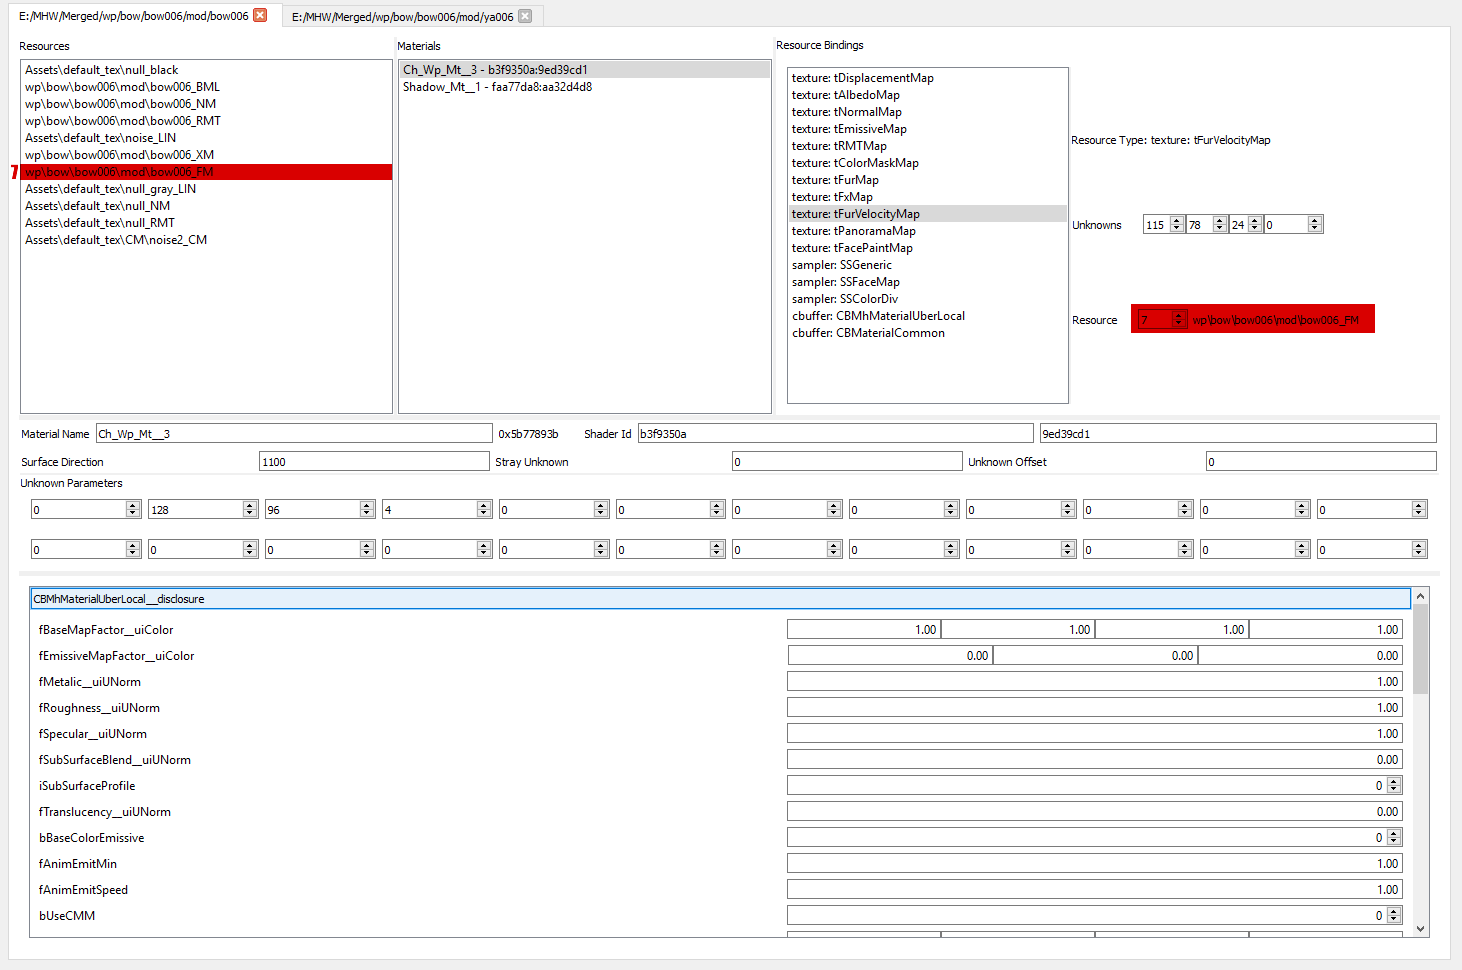 E:/MHW/Merged/wp/bow/bow006/mod/bow006
E:/MHW/Merged/wp/bow/bow006/mod/ya006
Resources
Assets\default_tex\null_black
wp\bow\bow006\mod\bow006_BML
wp\bow\bow006\mod\bow006_NM
wp\bow\bow006\mod\bow006_RMT
Assets\default_tex\noise_LIN
wp\bow\bow006\mod\bow006_XM
7 wp\bow\bow006\mod\bow006_FM
Assets\default_tex\null_gray_LIN
Assets\default_tex\null_NM
Assets\default_tex\null_RMT
Assets\default_tex\CM\noise2_CM
Materials
Ch_Wp_Mt__3 - b3f9350a:9ed39cd1
Shadow_Mt__1 - faa77da8:aa32d4d8
Resource Bindings
texture: tDisplacementMap
texture: tAlbedoMap
texture: tNormalMap
texture: tEmissiveMap
texture: tRMTMap
texture: tColorMaskMap
texture: tFurMap
texture: tFxMap
texture: tFurVelocityMap
texture: tPanoramaMap
texture: tFacePaintMap
sampler: SSGeneric
sampler: SSFaceMap
sampler: SSColorDiv
cbuffer: CBMhMaterialUberLocal
cbuffer: CBMaterialCommon
Resource Type: texture: tFurVelocityMap
Unknowns 115 78 24 0
Resource 7 wp\bow\bow006\mod\bow006_FM
Material Name Ch_Wp_Mt__3 0x5b77893b Shader Id b3f9350a 9ed39cd1
Surface Direction 1100 Stray Unknown 0 Unknown Offset 0
Unknown Parameters
0 128 96 4 0 0 0 0 0 0 0 0
0 0 0 0 0 0 0 0 0 0 0 0
CBMhMaterialUberLocal__disclosure
fBaseMapFactor__uiColor 1.00 1.00 1.00 1.00
fEmissiveMapFactor__uiColor 0.00 0.00 0.00
fMetalic__uiUNorm 1.00
fRoughness__uiUNorm 1.00
fSpecular__uiUNorm 1.00
fSubSurfaceBlend__uiUNorm 0.00
iSubSurfaceProfile 0
fTranslucency__uiUNorm 0.00
bBaseColorEmissive 0
fAnimEmitMin 1.00
fAnimEmitSpeed 1.00
bUseCMM 0